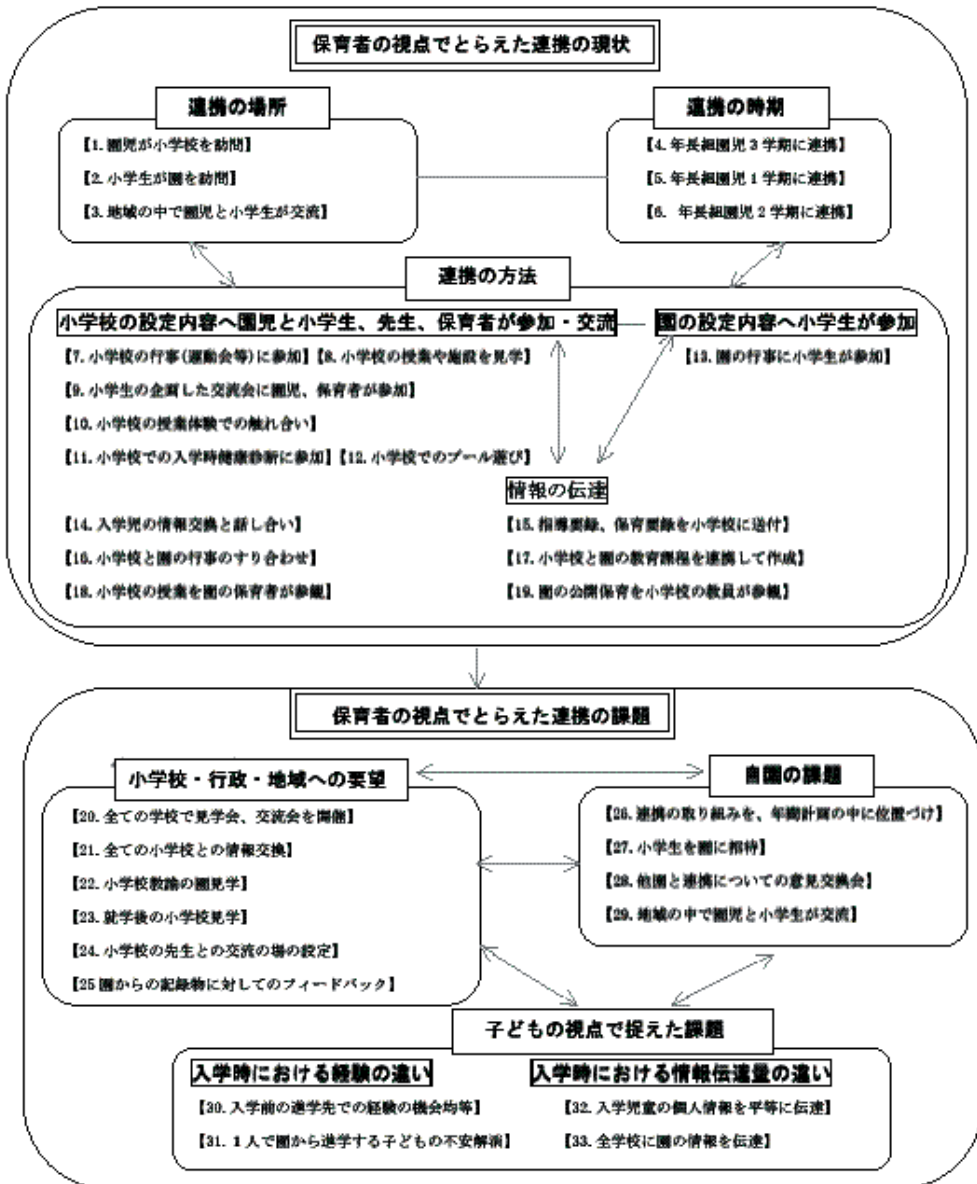 保育者の視点でとらえた連携の現状
連携の場所
【1. 園児が小学校を訪問】
【2. 小学生が園を訪問】
【3. 地域の中で園児と小学生が交流】
連携の時期
【4. 年長組園児3学期に連携】
【5. 年長組園児1学期に連携】
【6. 年長組園児2学期に連携】
連携の方法
小学校の設定内容へ園児と小学生、先生、保育者が参加・交流
園の設定内容へ小学生が参加
【7. 小学校の行事(運動会等)に参加】【8. 小学校の授業や施設を見学】
【13. 園の行事に小学生が参加】
【9. 小学生の企画した交流会に園児、保育者が参加】
【10. 小学校の授業体験での触れ合い】
【11. 小学校での入学時健康診断に参加】【12. 小学校でのプール遊び】
情報の伝達
【14. 入学児の情報交換と話し合い】
【15. 指導要録、保育要録を小学校に送付】
【16. 小学校と園の行事のすり合わせ】
【17. 小学校と園の教育課程を連携して作成】
【18. 小学校の授業を園の保育者が参観】
【19. 園の公開保育を小学校の教員が参観】
保育者の視点でとらえた連携の課題
小学校・行政・地域への要望
【20. 全ての学校で見学会、交流会を開催】
【21. 全ての小学校との情報交換】
【22. 小学校教諭の園見学】
【23. 就学後の小学校見学】
【24. 小学校の先生との交流の場の設定】
【25 園からの記録物に対してのフィードバック】
自園の課題
【26. 連携の取り組みを、年間計画の中に位置づけ】
【27. 小学生を園に招待】
【28. 他園と連携についての意見交換会】
【29. 地域の中で園児と小学生が交流】
子どもの視点で捉えた課題
入学時における経験の違い
【30. 入学前の進学先での経験の機会均等】
【31. 1人で園から進学する子どもの不安解消】
入学時における情報伝達量の違い
【32. 入学児童の個人情報を平等に伝達】
【33. 全学校に園の情報を伝達】